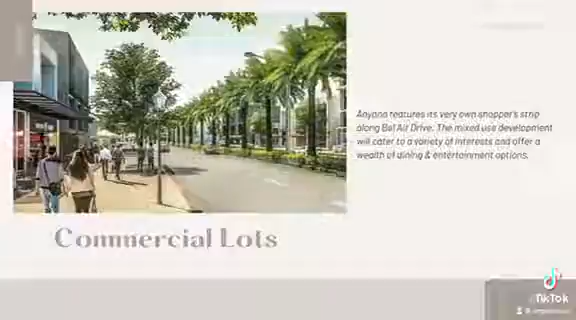 Anyana features its very own shopper's strip
along Bel Air Drive. The mixed use development
will cater to a variety of interests and offer a
wealth of dining & entertainment options.
Commercial Lots
TikTok